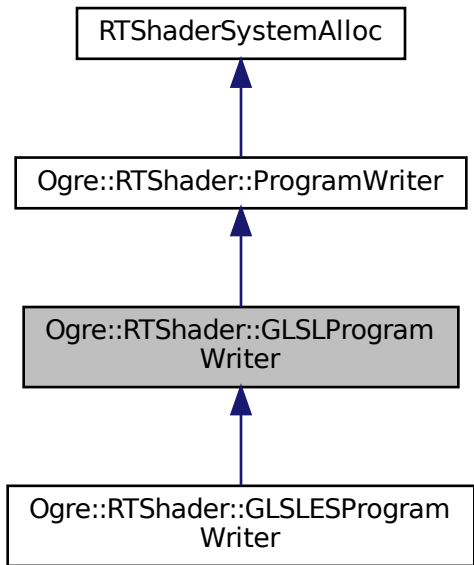 RTShaderSystemAlloc
Ogre::RTShader::ProgramWriter
Ogre::RTShader::GLSLProgram
Writer
Ogre::RTShader::GLSLESProgram
Writer